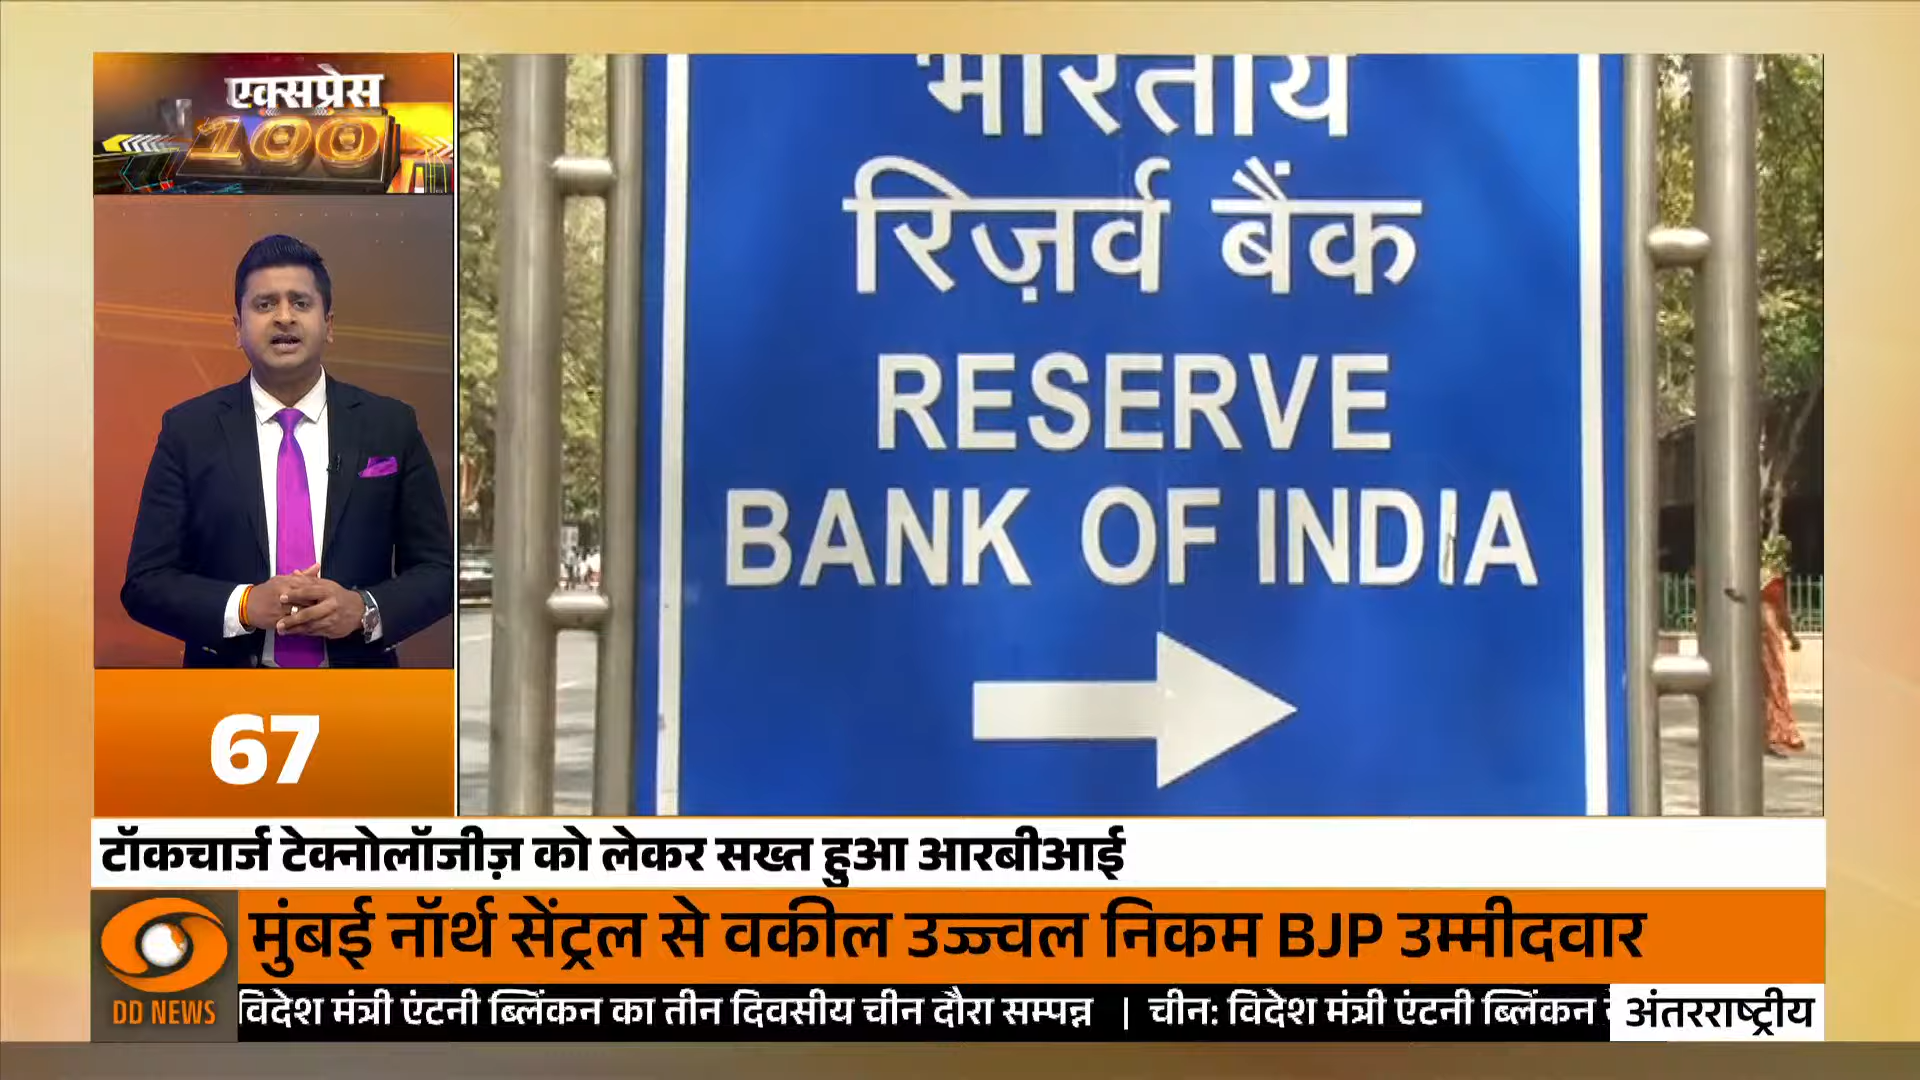 एक्सप्रेस
100
भारतीय
रिज़र्व बैंक
RESERVE
BANK OF INDIA
67
टॉकचार्ज टेक्नोलॉजीज़ को लेकर सख्त हुआ आरबीआई
मुंबई नॉर्थ सेंट्रल से वकील उज्ज्वल निकम BJP उम्मीदवार
DD NEWS
विदेश मंत्री एंटनी ब्लिंकन का तीन दिवसीय चीन दौरा सम्पन्न | चीन: विदेश मंत्री एंटनी ब्लिंकन
अंतरराष्ट्रीय